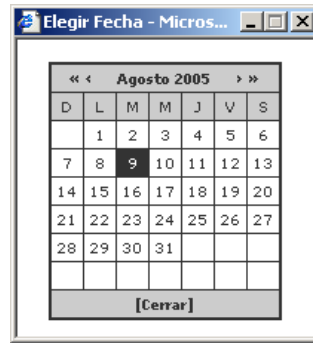 Elegir Fecha - Micros...
« ‹ Agosto 2005 › »
D L M M J V S
1 2 3 4 5 6
7 8 9 10 11 12 13
14 15 16 17 18 19 20
21 22 23 24 25 26 27
28 29 30 31
[Cerrar]